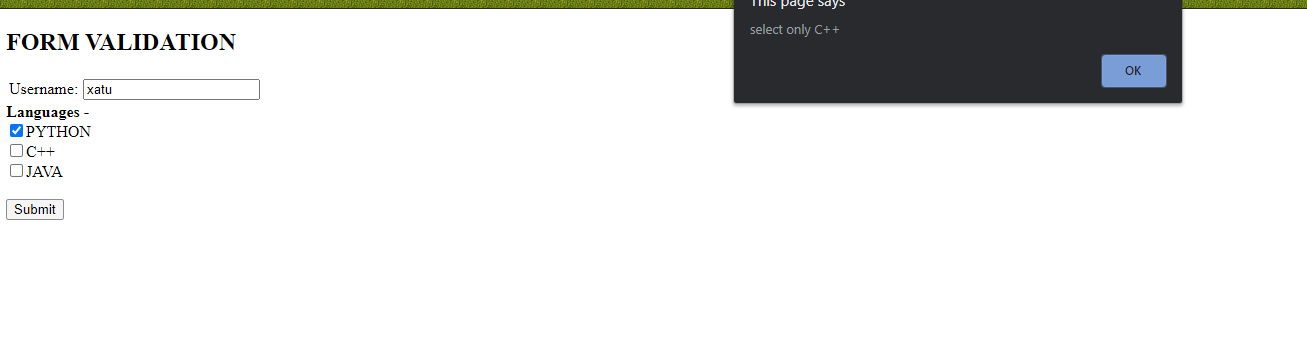 This page says
select only C++
OK
FORM VALIDATION
Username: xatu
Languages -
PYTHON
C++
JAVA
Submit